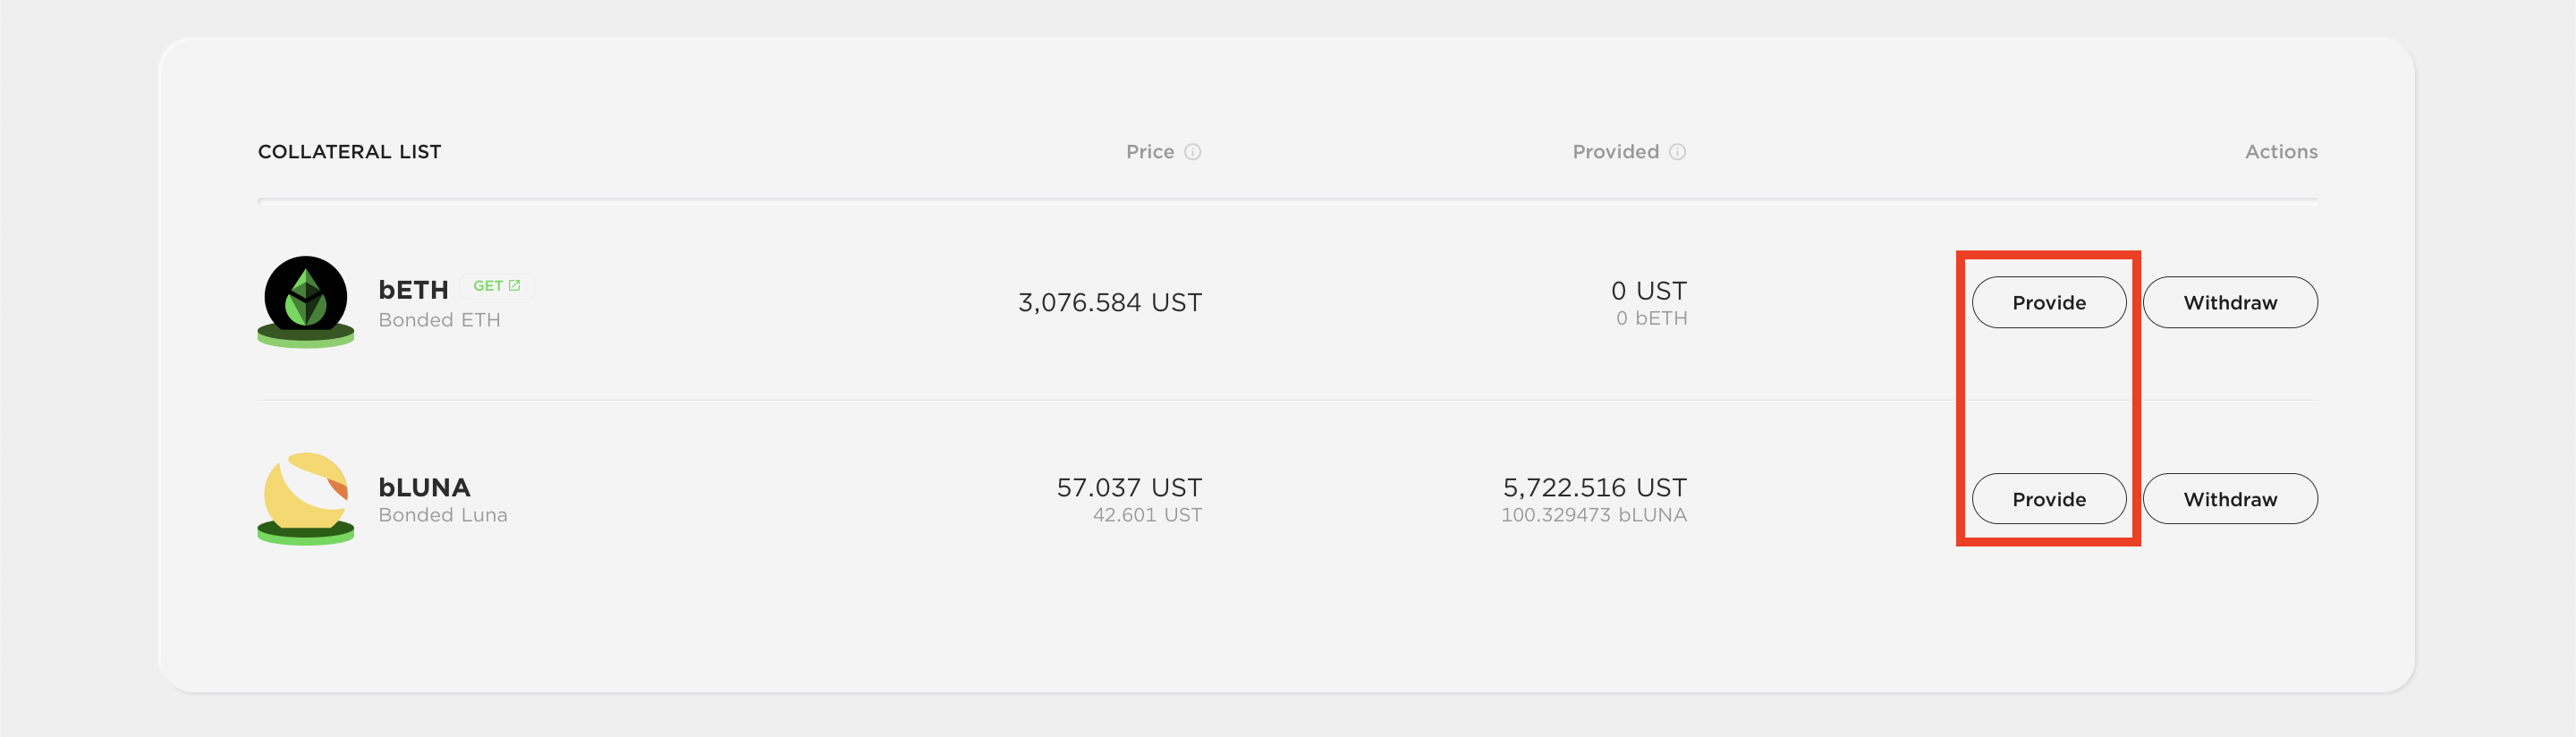 COLLATERAL LIST Price Provided Actions
bETH GET 3,076.584 UST 0 UST Provide Withdraw
Bonded ETH 0 bETH
bLUNA 57.037 UST 5,722.516 UST Provide Withdraw
Bonded Luna 42.601 UST 100.329473 bLUNA